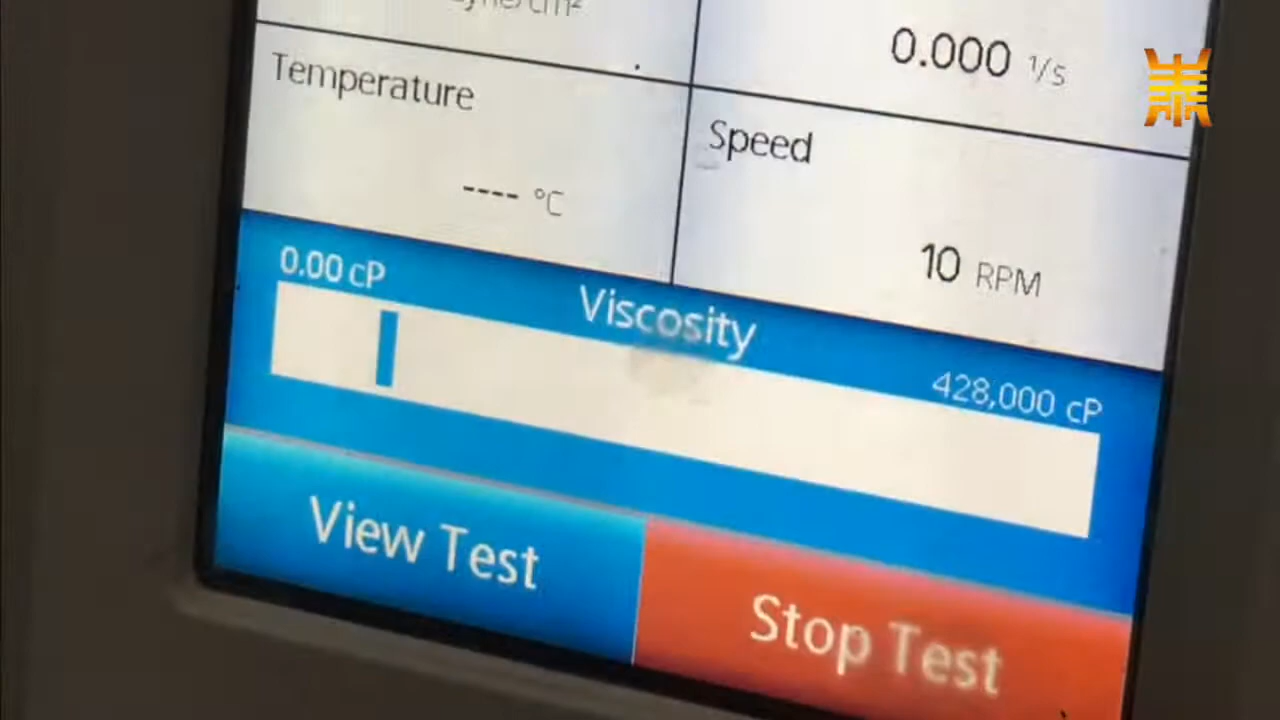 0.000 1/s
Temperature
---- °C
Speed
10 RPM
0.00 cP
Viscosity
428,000 cP
View Test
Stop Test